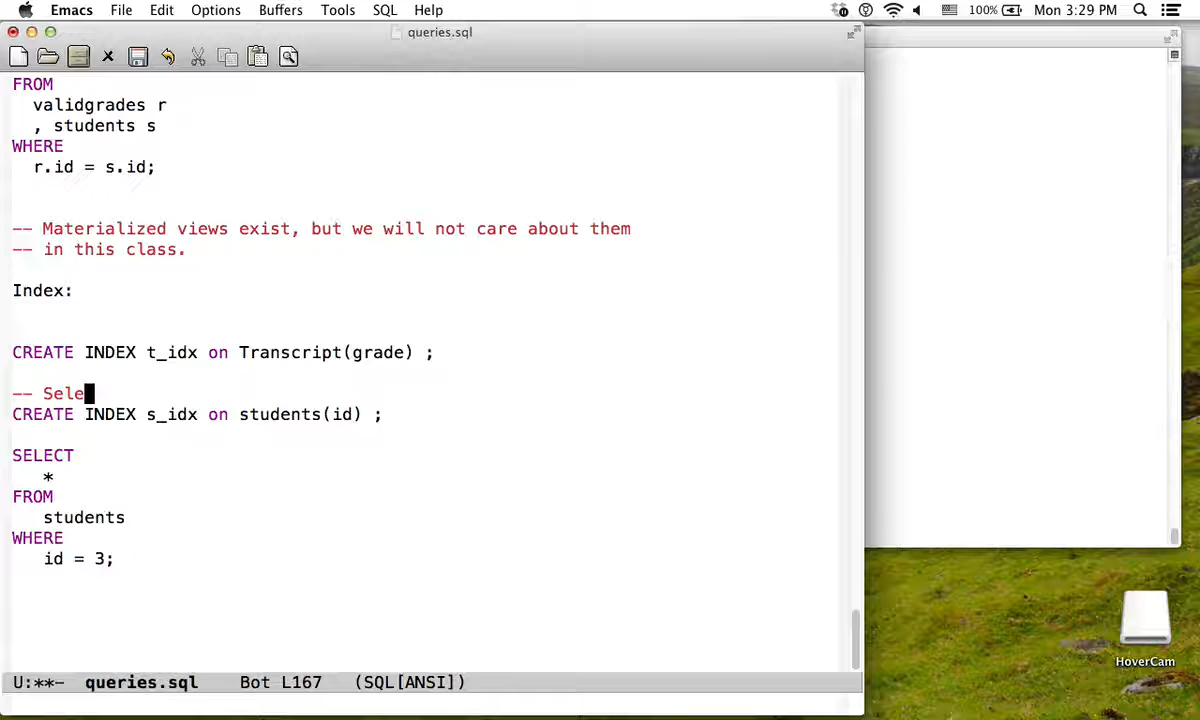 Emacs File Edit Options Buffers Tools SQL Help 100% Mon 3:29 PM
queries.sql
FROM
validgrades r
, students s
WHERE
r.id = s.id;
-- Materialized views exist, but we will not care about them
-- in this class.
Index:
CREATE INDEX t_idx on Transcript(grade) ;
-- Sele
CREATE INDEX s_idx on students(id) ;
SELECT
*
FROM
students
WHERE
id = 3;
HoverCam
U:**- queries.sql Bot L167 (SQL[ANSI])